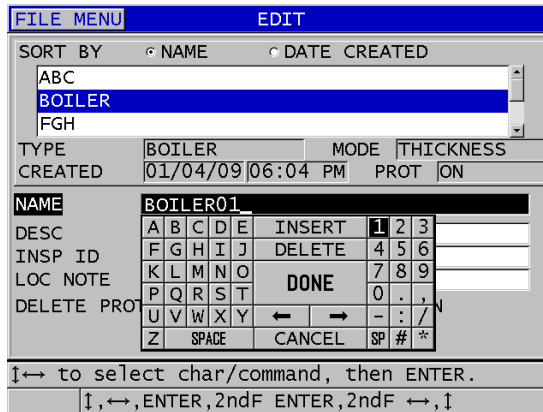 FILE MENU EDIT
SORT BY NAME DATE CREATED
ABC
BOILER
FGH
TYPE BOILER MODE THICKNESS
CREATED 01/04/09 06:04 PM PROT ON
NAME BOILER01_
DESC
INSP ID
LOC NOTE
DELETE PRO N
A B C D E INSERT 1 2 3
F G H I J DELETE 4 5 6
K L M N O DONE 7 8 9
P Q R S T 0 . ,
U V W X Y ← → - : /
Z SPACE CANCEL SP # *
↕↔ to select char/command, then ENTER.
↕,↔,ENTER,2ndF ENTER,2ndF ↔,↕